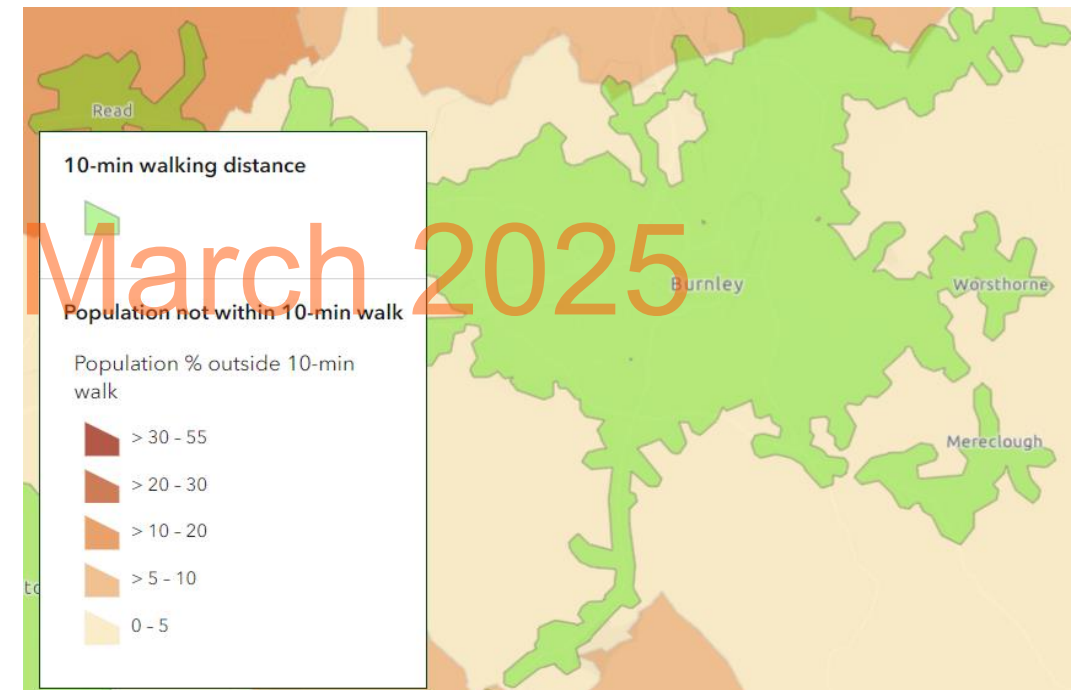 Read
10-min walking distance
March 2025
Burnley
Worsthorne
Population not within 10-min walk
Population % outside 10-min
walk
> 30 - 55
Mereclough
> 20 - 30
> 10 - 20
> 5 - 10
0 - 5